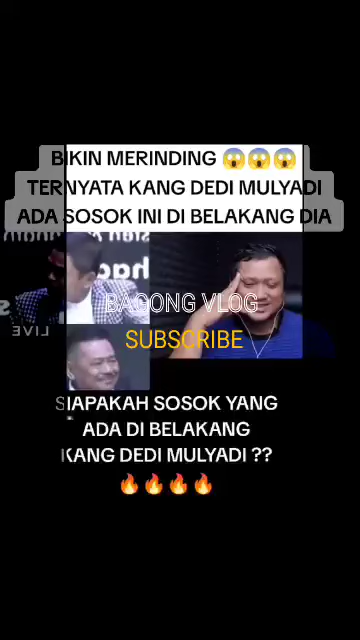 BIKIN MERINDING 😱😱😱
TERNYATA KANG DEDI MULYADI
ADA SOSOK INI DI BELAKANG DIA
LIVE
BAGONG VLOG
SUBSCRIBE
SIAPAKAH SOSOK YANG
ADA DI BELAKANG
KANG DEDI MULYADI ??
🔥🔥🔥🔥